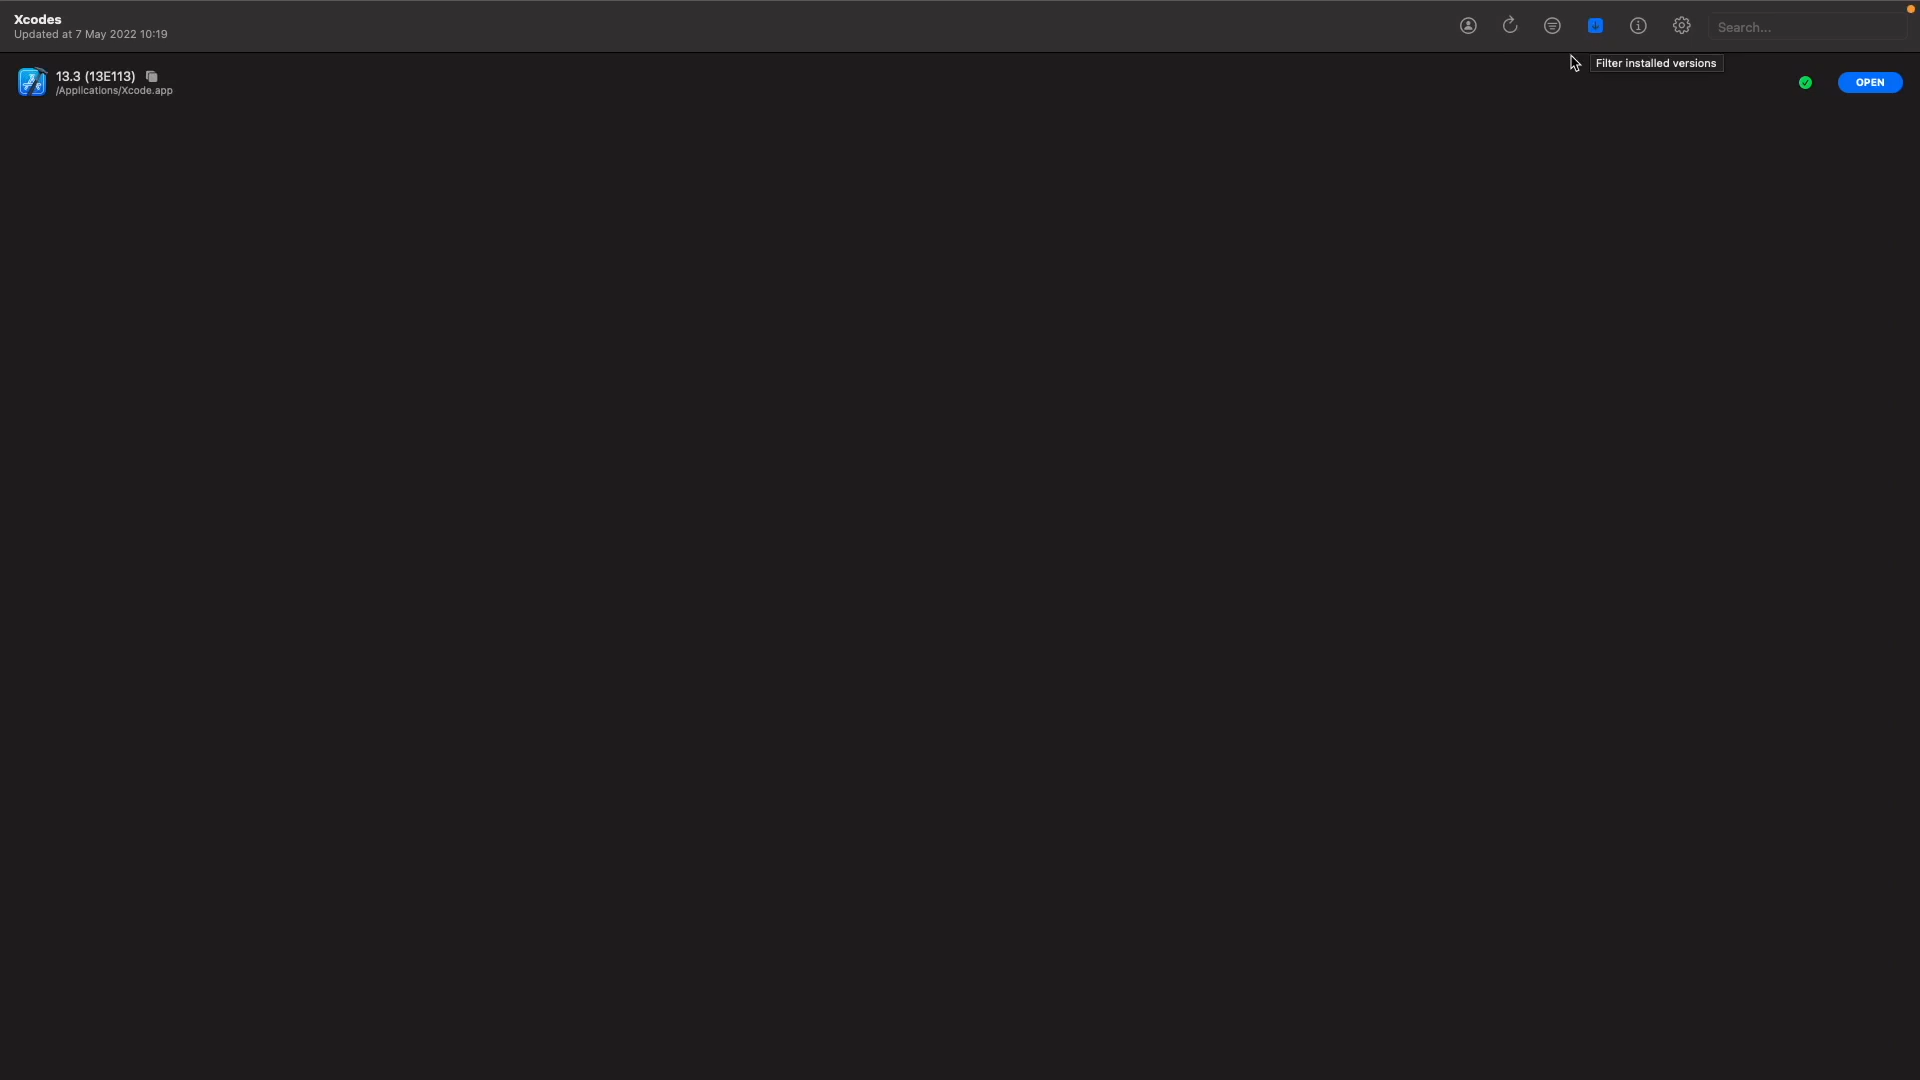 Xcodes
Updated at 7 May 2022 10:19
Search...
Filter installed versions
13.3 (13E113)
/Applications/Xcode.app
OPEN